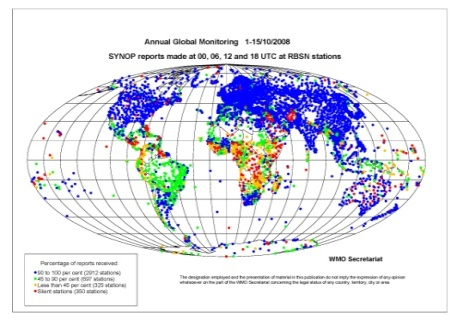 Annual Global Monitoring 1-15/10/2008
SYNOP reports made at 00, 06, 12 and 18 UTC at RBSN stations
WMO Secretariat
Percentage of reports received:
90 to 100 per cent (2912 stations)
45 to 90 per cent (697 stations)
Less than 45 per cent (325 stations)
Silent stations (350 stations)
The designation employed and the presentation of material in this publication do not imply the expression of any opinion
whatsoever on the part of the WMO Secretariat concerning the legal status of any country, territory, city or area